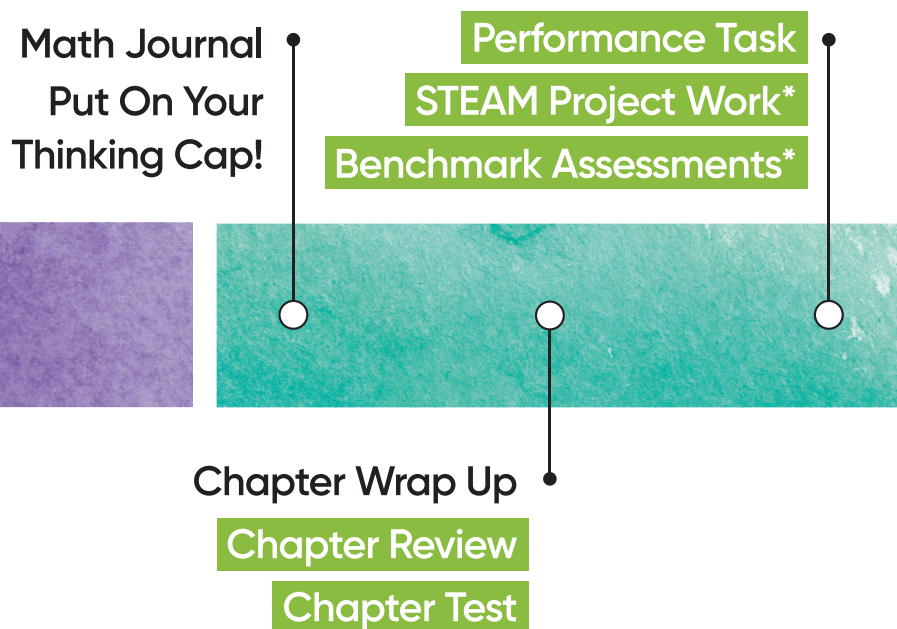 Math Journal
Put On Your
Thinking Cap!
Performance Task
STEAM Project Work*
Benchmark Assessments*
Chapter Wrap Up
Chapter Review
Chapter Test